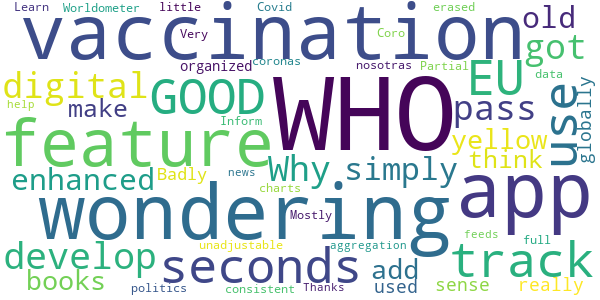 Learn Worldometer little Covid old
vaccination
Very Coro got
organized coronas nosotras Partial erased
digital GOOD WHO EU data
help make Inform pass use globally
feature Why simply yellow
enhanced Badly news think
charts
wondering Mostly app
develop unadjustable aggregation feeds full track
books seconds add
politics consistent Thanks used sense really